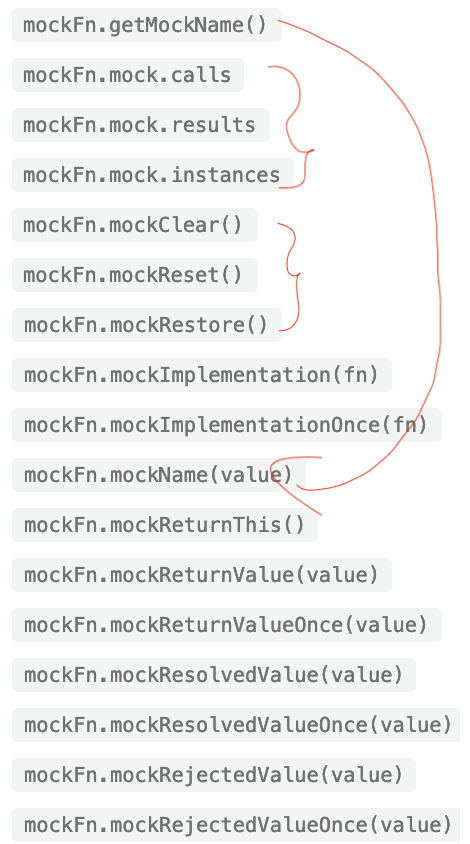 mockFn.getMockName()
mockFn.mock.calls
mockFn.mock.results
mockFn.mock.instances
mockFn.mockClear()
mockFn.mockReset()
mockFn.mockRestore()
mockFn.mockImplementation(fn)
mockFn.mockImplementationOnce(fn)
mockFn.mockName(value)
mockFn.mockReturnThis()
mockFn.mockReturnValue(value)
mockFn.mockReturnValueOnce(value)
mockFn.mockResolvedValue(value)
mockFn.mockResolvedValueOnce(value)
mockFn.mockRejectedValue(value)
mockFn.mockRejectedValueOnce(value)